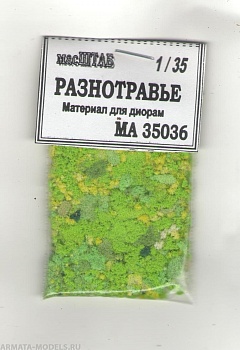 масШТАБ 1/35
РАЗНОТРАВЬЕ
Материал для диорам
МА 35036
ARMATA-MODELS.RU